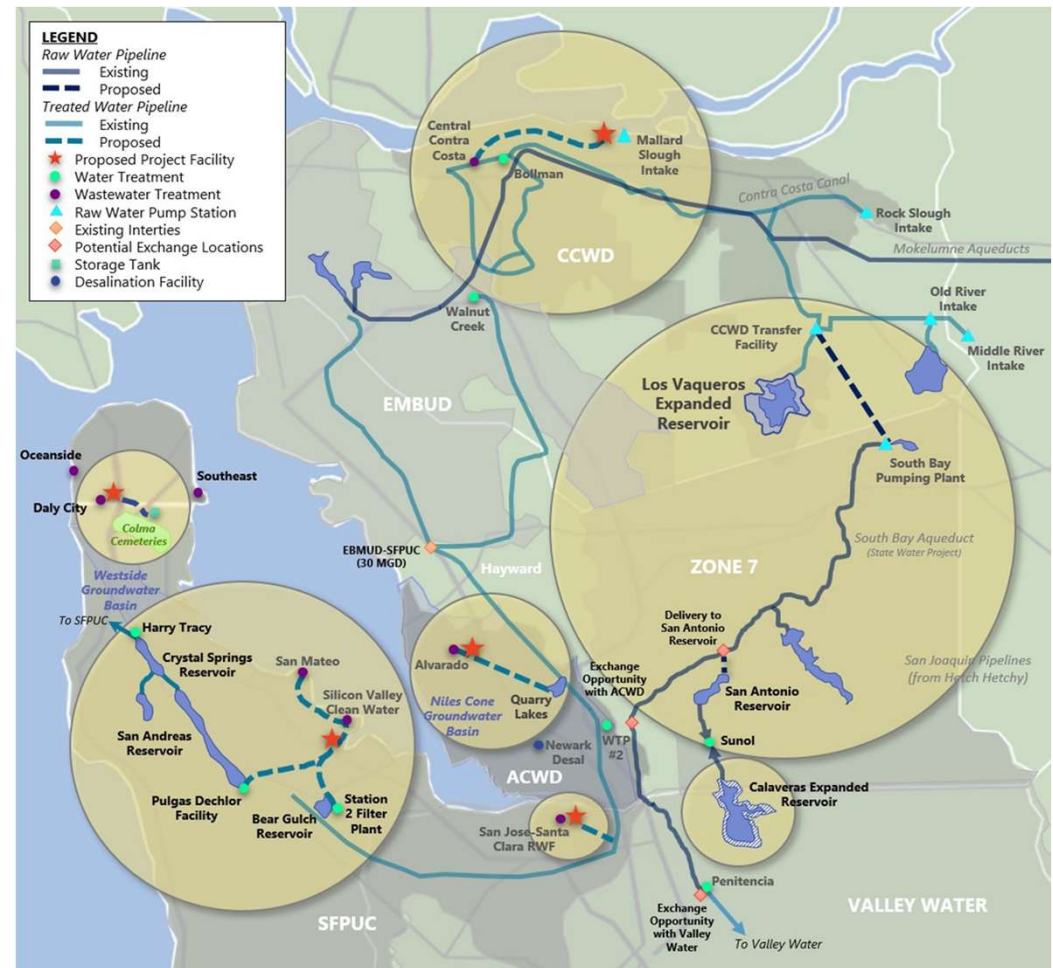 LEGEND
Raw Water Pipeline
Existing
Proposed
Treated Water Pipeline
Existing
Proposed
Proposed Project Facility
Water Treatment
Wastewater Treatment
Raw Water Pump Station
Existing Interties
Potential Exchange Locations
Storage Tank
Desalination Facility
Central
Contra
Costa
Bollman
Mallard
Slough
Intake
CCWD
Contra Costa Canal
Rock Slough
Intake
Mokelumne Aqueducts
Walnut
Creek
Old River
Intake
CCWD Transfer
Facility
Middle River
Intake
Los Vaqueros
Expanded
Reservoir
EMBUD
South Bay
Pumping Plant
Oceanside
Southeast
Daly City
Colma
Cemeteries
Westside
Groundwater
Basin
EBMUD-SFPUC
(30 MGD)
Hayward
ZONE 7
South Bay Aqueduct
(State Water Project)
To SFPUC
Harry Tracy
Crystal Springs
Reservoir
San Mateo
Silicon Valley
Clean Water
San Andreas
Reservoir
Pulgas Dechlor
Facility
Bear Gulch
Reservoir
Station
2 Filter
Plant
Alvarado
Quarry
Lakes
Niles Cone
Groundwater
Basin
Delivery to
San Antonio
Reservoir
Exchange
Opportunity
with ACWD
San Joaquin Pipelines
(from Hetch Hetchy)
San Antonio
Reservoir
Sunol
WTP
#2
Newark
Desal
ACWD
Calaveras Expanded
Reservoir
San Jose-Santa
Clara RWF
Penitencia
SFPUC
VALLEY WATER
Exchange
Opportunity
with Valley
Water
To Valley Water